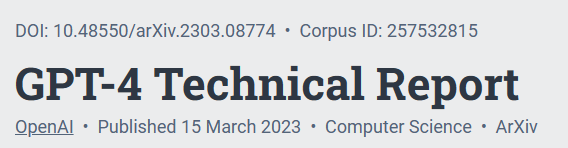 DOI: 10.48550/arXiv.2303.08774 • Corpus ID: 257532815
GPT-4 Technical Report
OpenAI • Published 15 March 2023 • Computer Science • ArXiv